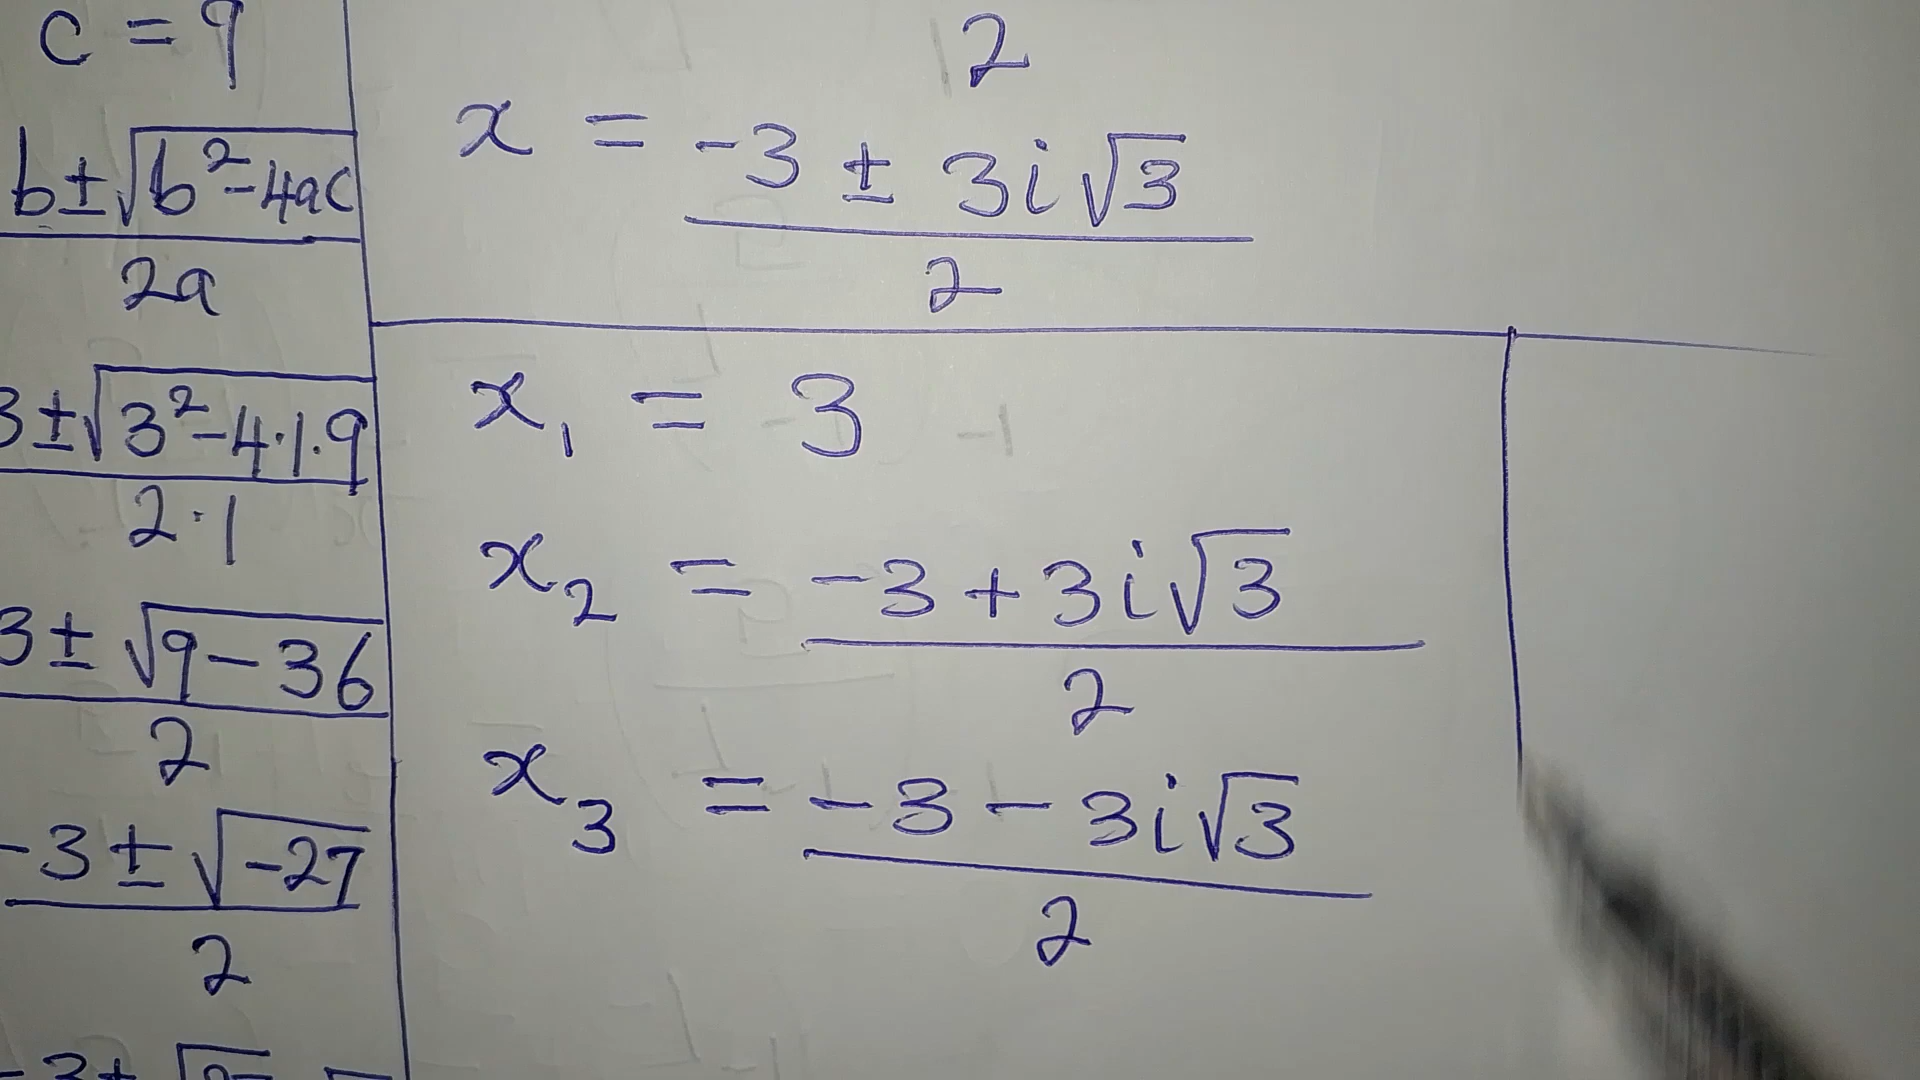 c = 9
b±√b²-4ac
2a
3±√3²-4·1·9
2·1
3± √9-36
2
-3 ± √-27
2
2
x = -3 ± 3i√3
2
x₁ = 3
x₂ = -3 + 3i√3
2
x₃ = -3 - 3i√3
2